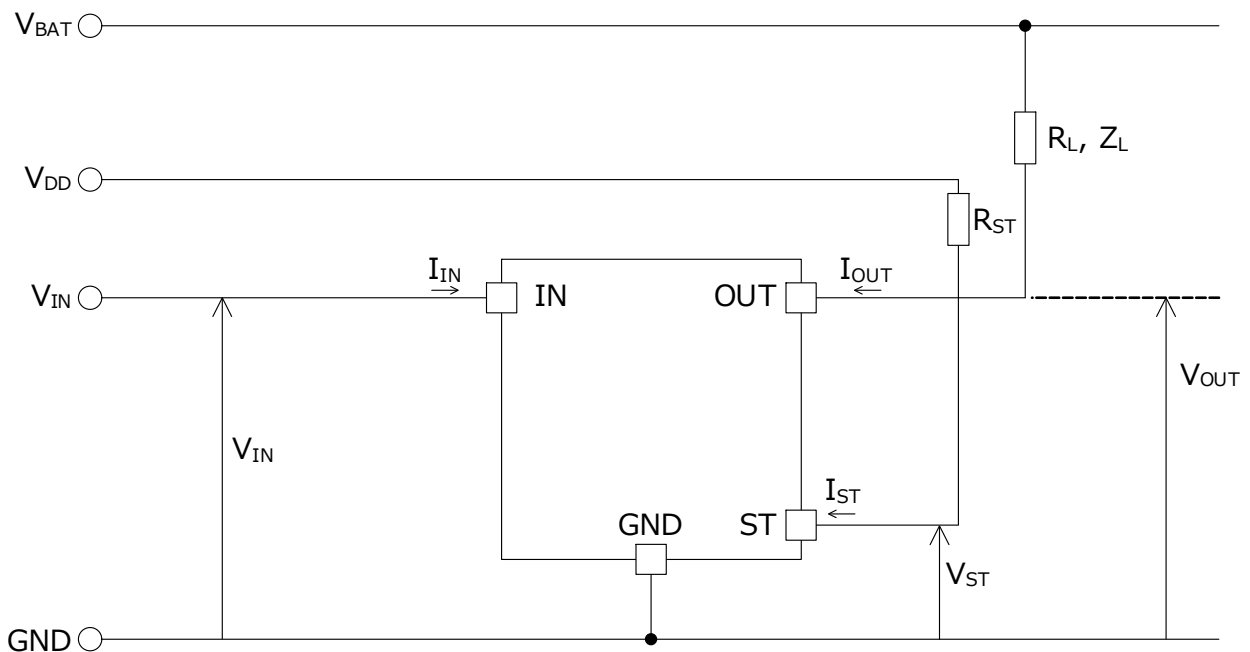 VBAT
RL, ZL
VDD
RST
IIN
IOUT
VIN
IN
OUT
VOUT
VIN
IST
GND
ST
VST
GND